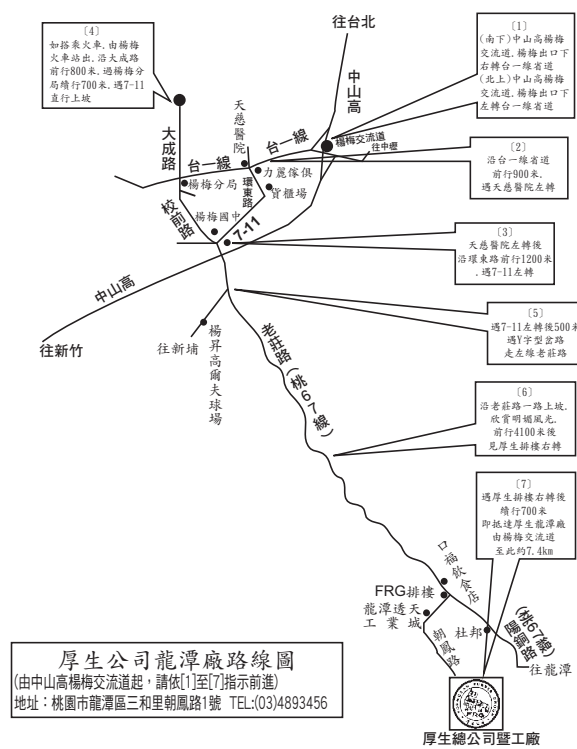 〔4〕
如搭乘火車,由楊梅
火車站出,沿大成路
前行800米,過楊梅分
局續行700米,遇7-11
直行上坡
往台北
中山高
〔1〕
(南下)中山高楊梅
交流道,楊梅出口下
右轉台一線省道
(北上)中山高楊梅
交流道,楊梅出口下
左轉台一線省道
天慈醫院
大成路
台一線
台一線
楊梅交流道
往中壢
〔2〕
沿台一線省道
前行900米,
遇天慈醫院左轉
力麗傢俱
楊梅分局
環東路
貨櫃場
校前路
楊梅國中
7-11
〔3〕
天慈醫院左轉後
沿環東路前行1200米
,遇7-11左轉
中山高
往新竹
往新埔
楊昇高爾夫球場
老莊路(桃67線)
〔5〕
遇7-11左轉後500米
遇Y字型岔路
走左線老莊路
〔6〕
沿老莊路一路上坡,
欣賞明媚風光,
前行4100米後
見厚生排樓右轉
〔7〕
遇厚生排樓右轉後
續行700米
即抵達厚生龍潭廠
由楊梅交流道
至此約7.4km
口福飲食店
FRG排樓
龍潭透天
工業城
朝鳳路
杜邦
(桃67線)
陽銅路
往龍潭
厚生公司龍潭廠路線圖
(由中山高楊梅交流道起,請依[1]至[7]指示前進)
地址:桃園市龍潭區三和里朝鳳路1號 TEL:(03)4893456
厚生總公司暨工廠